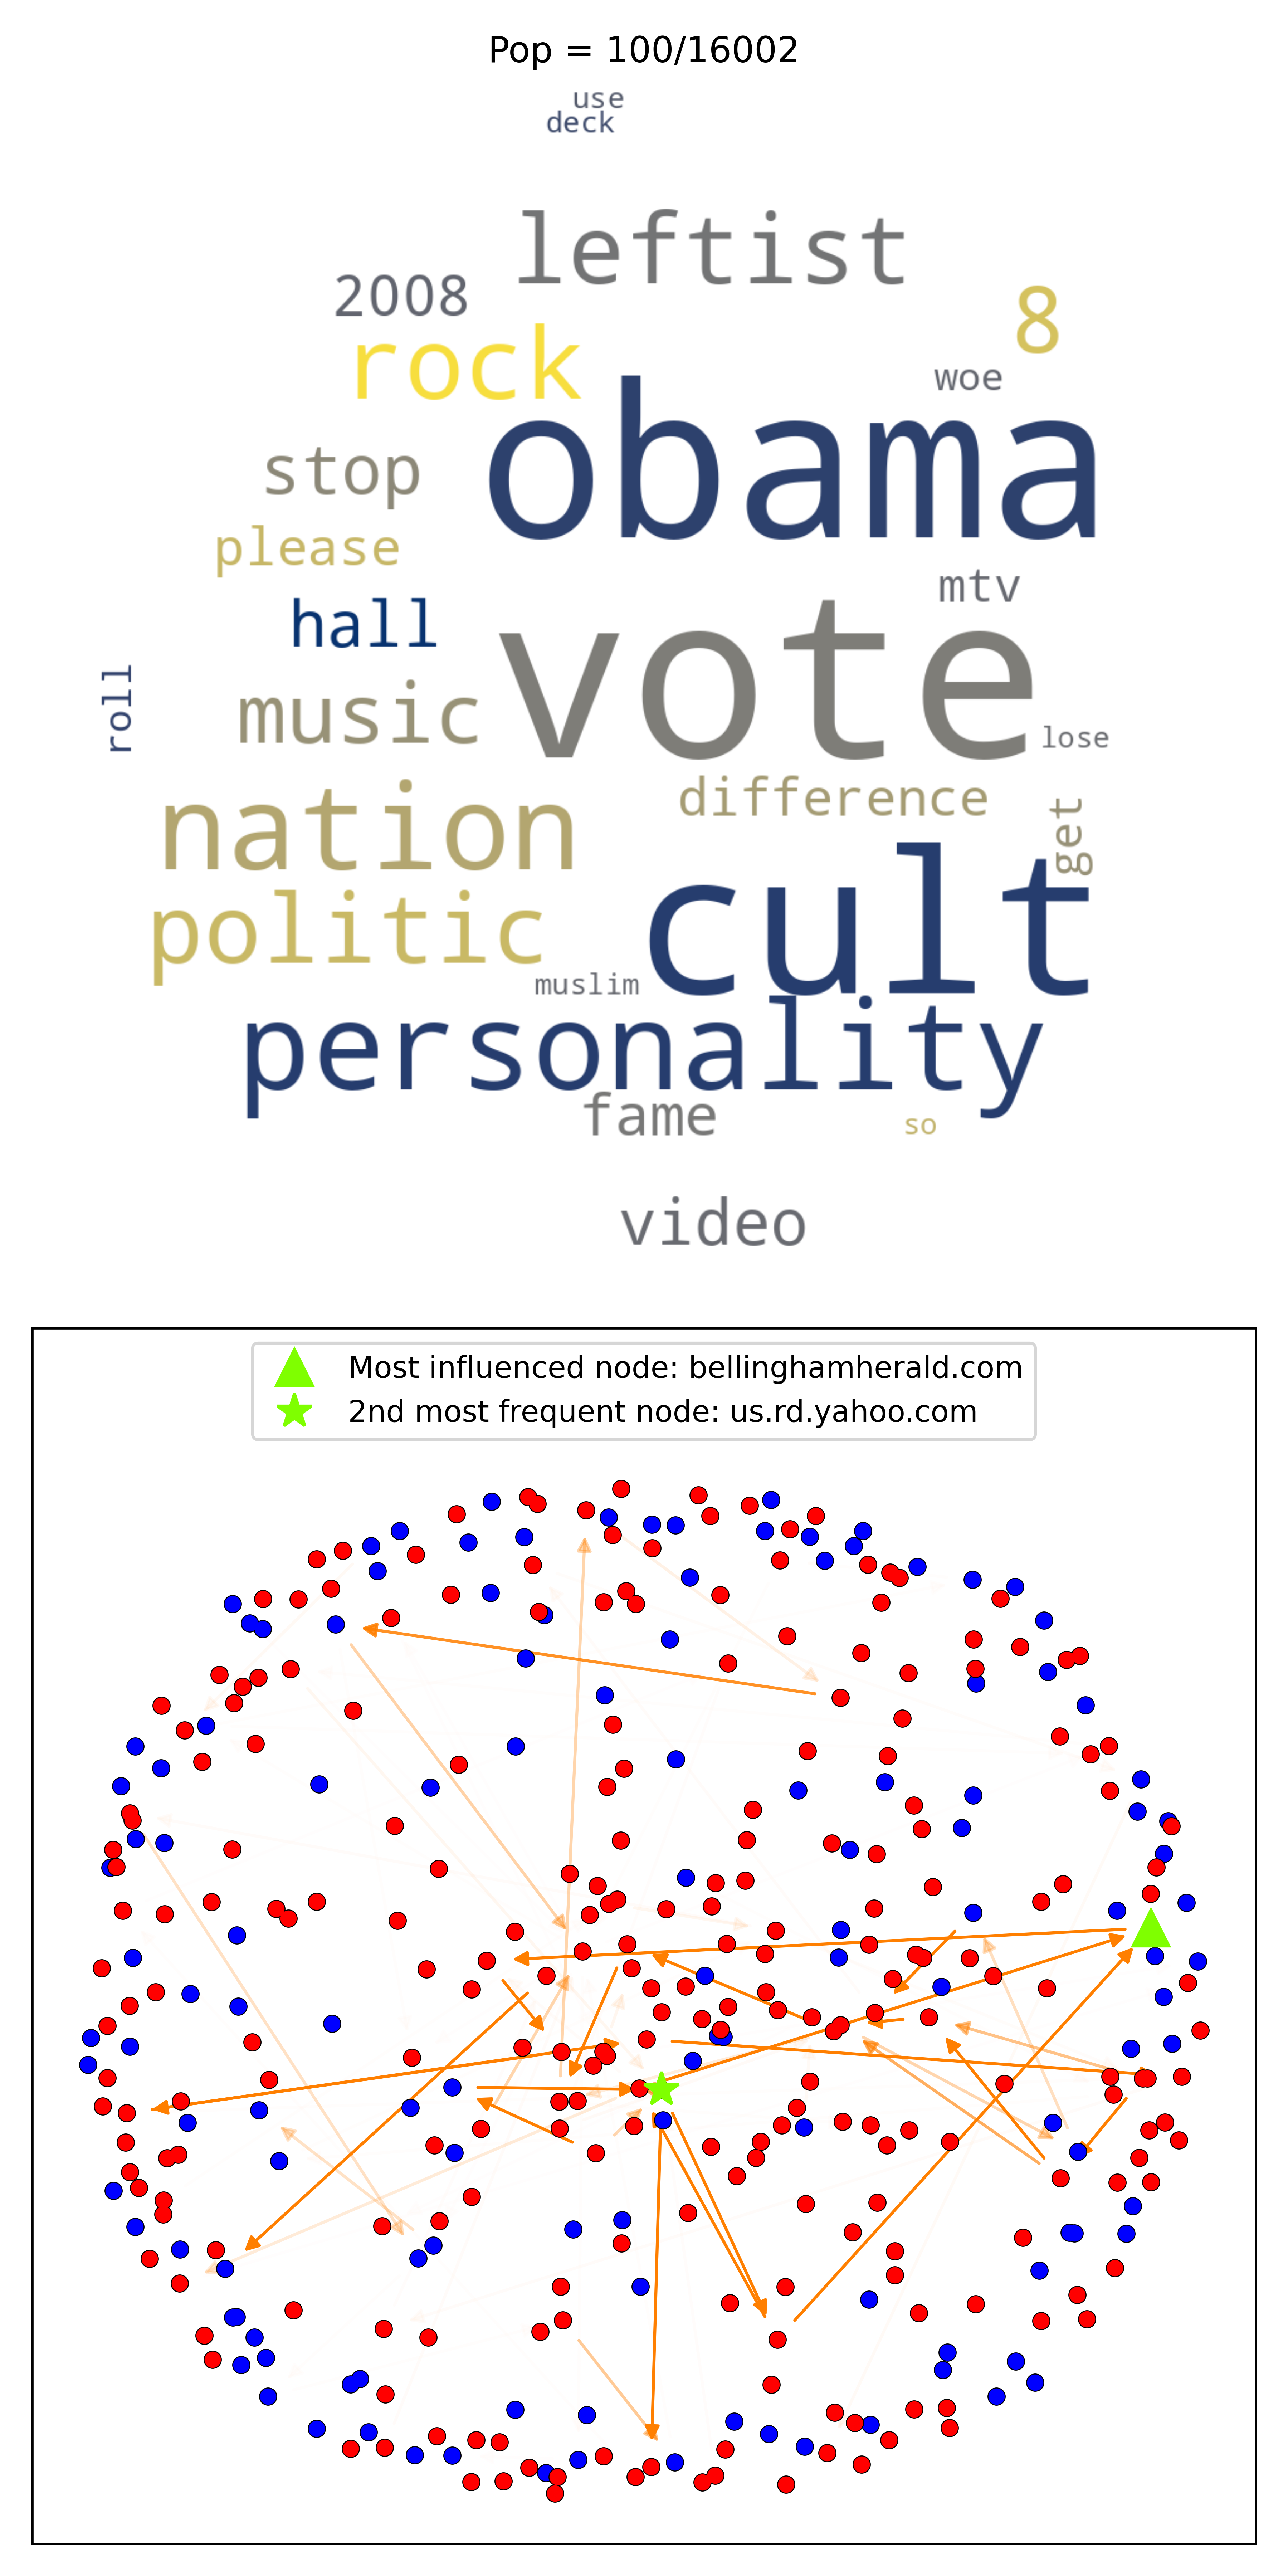 Pop = 100/16002
use
deck
leftist
2008
8
rock
woe
obama
stop
please
mtv
hall
vote
roll
music
lose
difference
nation
get
cult
politic
muslim
personality
fame
so
video
Most influenced node: bellinghamherald.com
2nd most frequent node: us.rd.yahoo.com